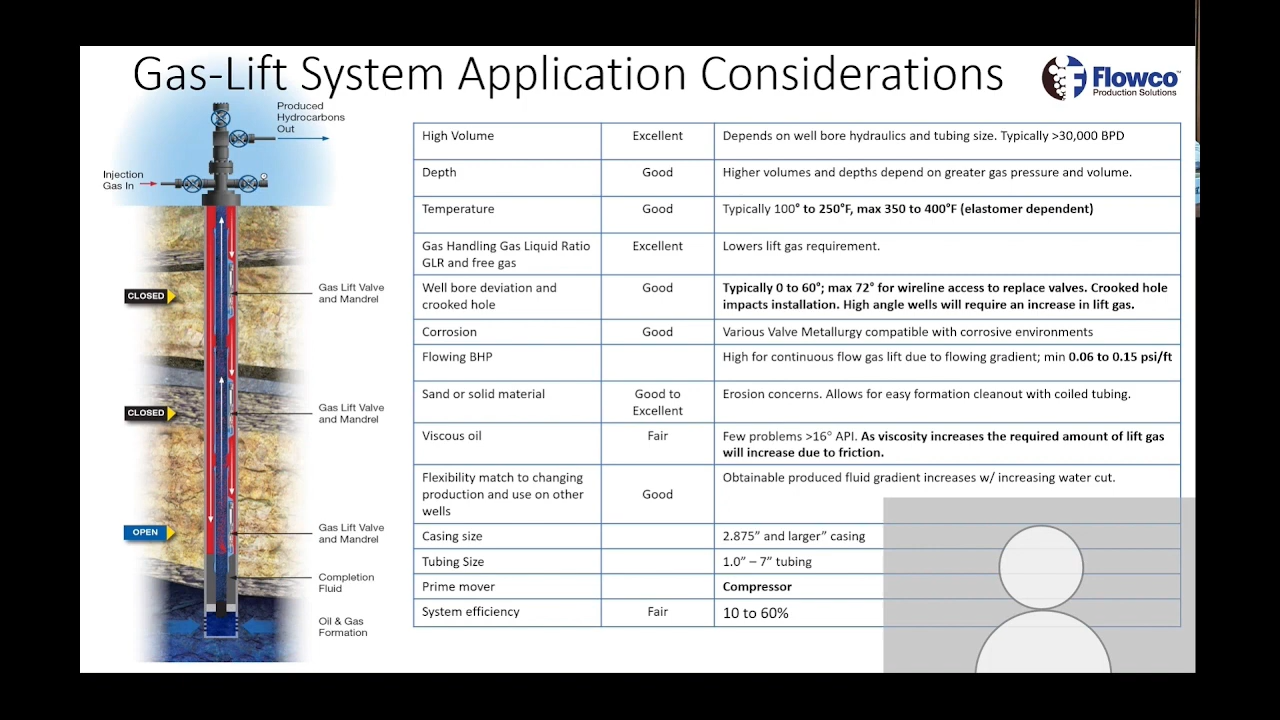 Gas-Lift System Application Considerations
Flowco™
Production Solutions
Produced
Hydrocarbons
Out
Injection
Gas In
CLOSED
Gas Lift Valve
and Mandrel
CLOSED
Gas Lift Valve
and Mandrel
OPEN
Gas Lift Valve
and Mandrel
Completion
Fluid
Oil & Gas
Formation
High Volume
Excellent
Depends on well bore hydraulics and tubing size. Typically >30,000 BPD
Depth
Good
Higher volumes and depths depend on greater gas pressure and volume.
Temperature
Good
Typically 100° to 250°F, max 350 to 400°F (elastomer dependent)
Gas Handling Gas Liquid Ratio
GLR and free gas
Excellent
Lowers lift gas requirement.
Well bore deviation and
crooked hole
Good
Typically 0 to 60°; max 72° for wireline access to replace valves. Crooked hole
impacts installation. High angle wells will require an increase in lift gas.
Corrosion
Good
Various Valve Metallurgy compatible with corrosive environments
Flowing BHP
High for continuous flow gas lift due to flowing gradient; min 0.06 to 0.15 psi/ft
Sand or solid material
Good to
Excellent
Erosion concerns. Allows for easy formation cleanout with coiled tubing.
Viscous oil
Fair
Few problems >16° API. As viscosity increases the required amount of lift gas
will increase due to friction.
Flexibility match to changing
production and use on other
wells
Good
Obtainable produced fluid gradient increases w/ increasing water cut.
Casing size
2.875” and larger” casing
Tubing Size
1.0” – 7” tubing
Prime mover
Compressor
System efficiency
Fair
10 to 60%